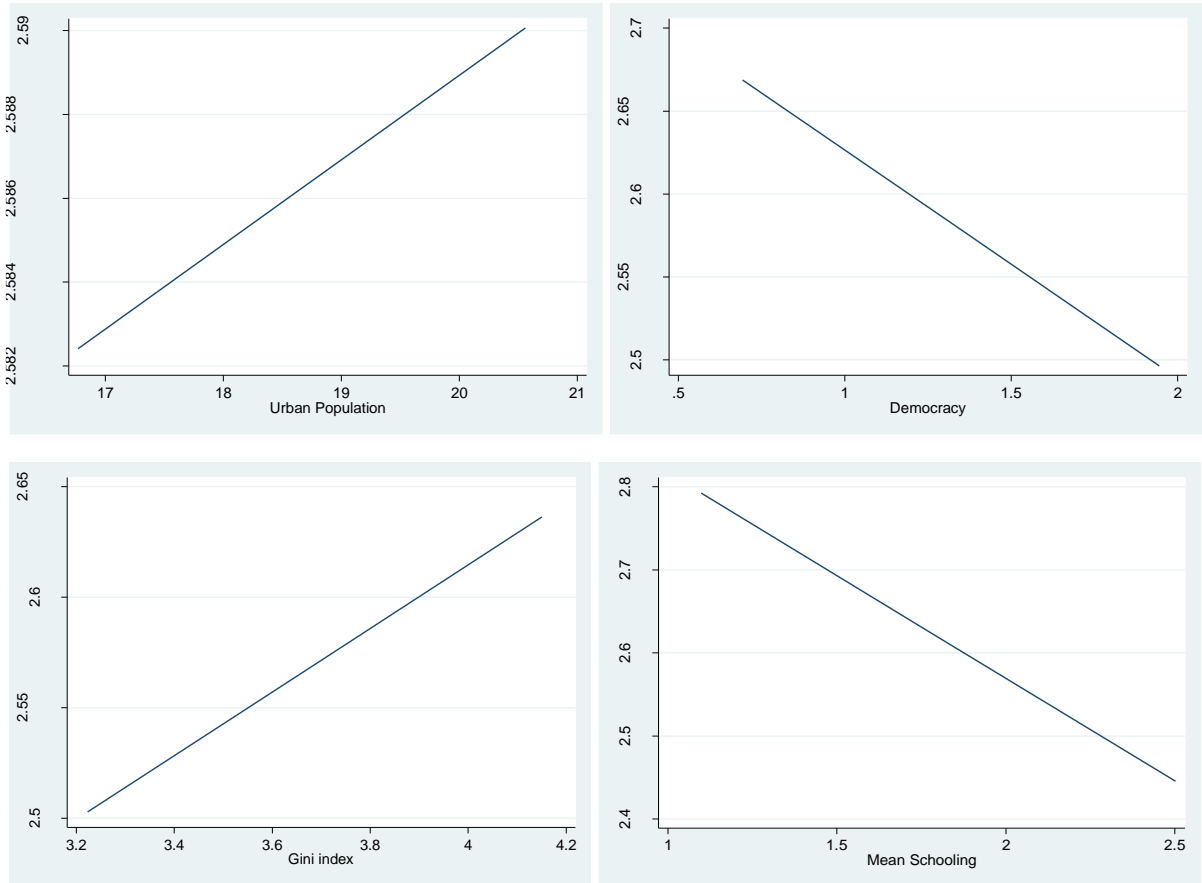 2.59
2.588
2.586
2.584
2.582
17 18 19 20 21
Urban Population
2.7
2.65
2.6
2.55
2.5
.5 1 1.5 2
Democracy
2.65
2.6
2.55
2.5
3.2 3.4 3.6 3.8 4 4.2
Gini index
2.8
2.7
2.6
2.5
2.4
1 1.5 2 2.5
Mean Schooling